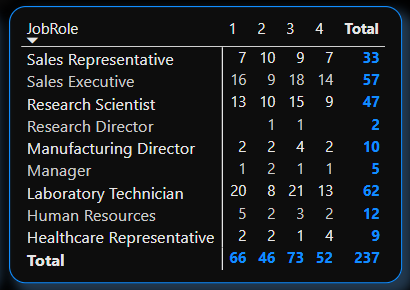 JobRole 1 2 3 4 Total
Sales Representative 7 10 9 7 33
Sales Executive 16 9 18 14 57
Research Scientist 13 10 15 9 47
Research Director 1 1 2
Manufacturing Director 2 2 4 2 10
Manager 1 2 1 1 5
Laboratory Technician 20 8 21 13 62
Human Resources 5 2 3 2 12
Healthcare Representative 2 2 1 4 9
Total 66 46 73 52 237